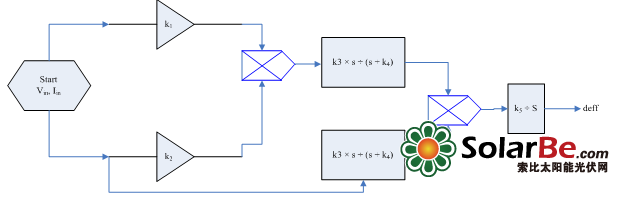 k₁
Start
Vin, Iin
k3 × s ÷ (s + k₄)
k₅ ÷ S
deff
k₂
k3 × s ÷ (s ÷ k₄)
SolarBe.com
索比太阳能光伏网